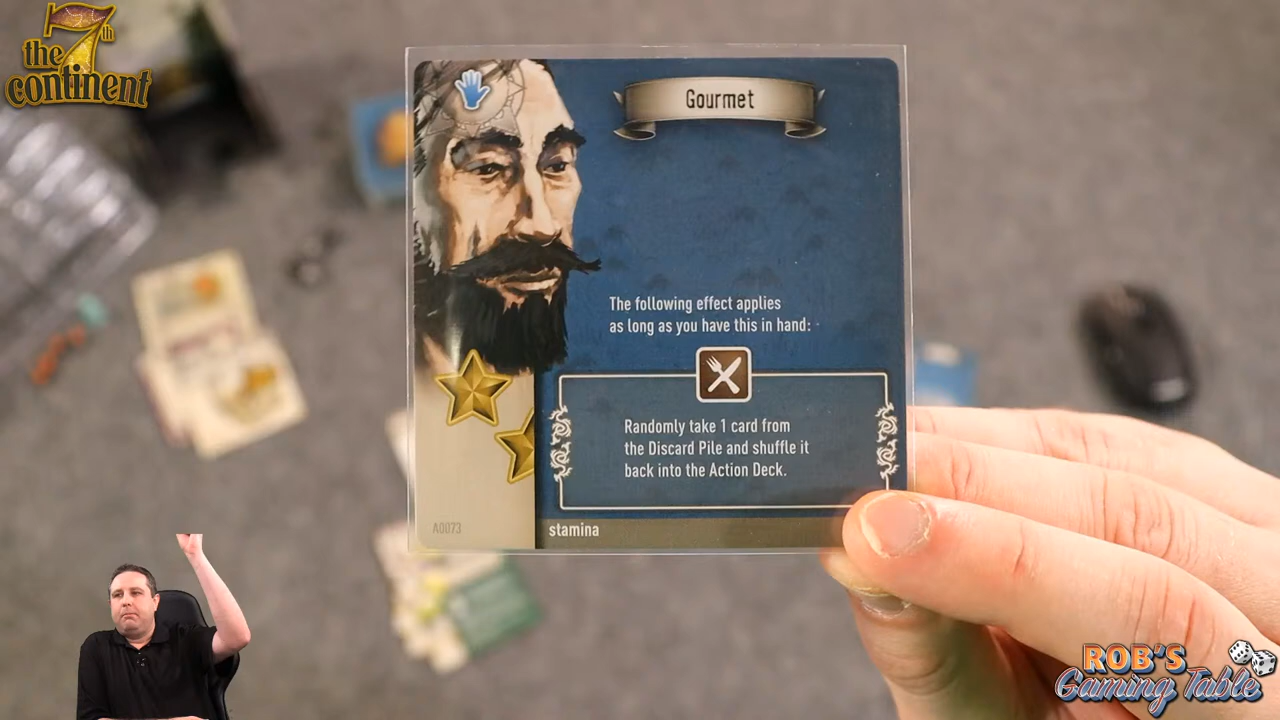 the 7th
continent
Gourmet
The following effect applies
as long as you have this in hand:
Randomly take 1 card from
the Discard Pile and shuffle it
back into the Action Deck.
A0073
stamina
ROB'S
Gaming Table